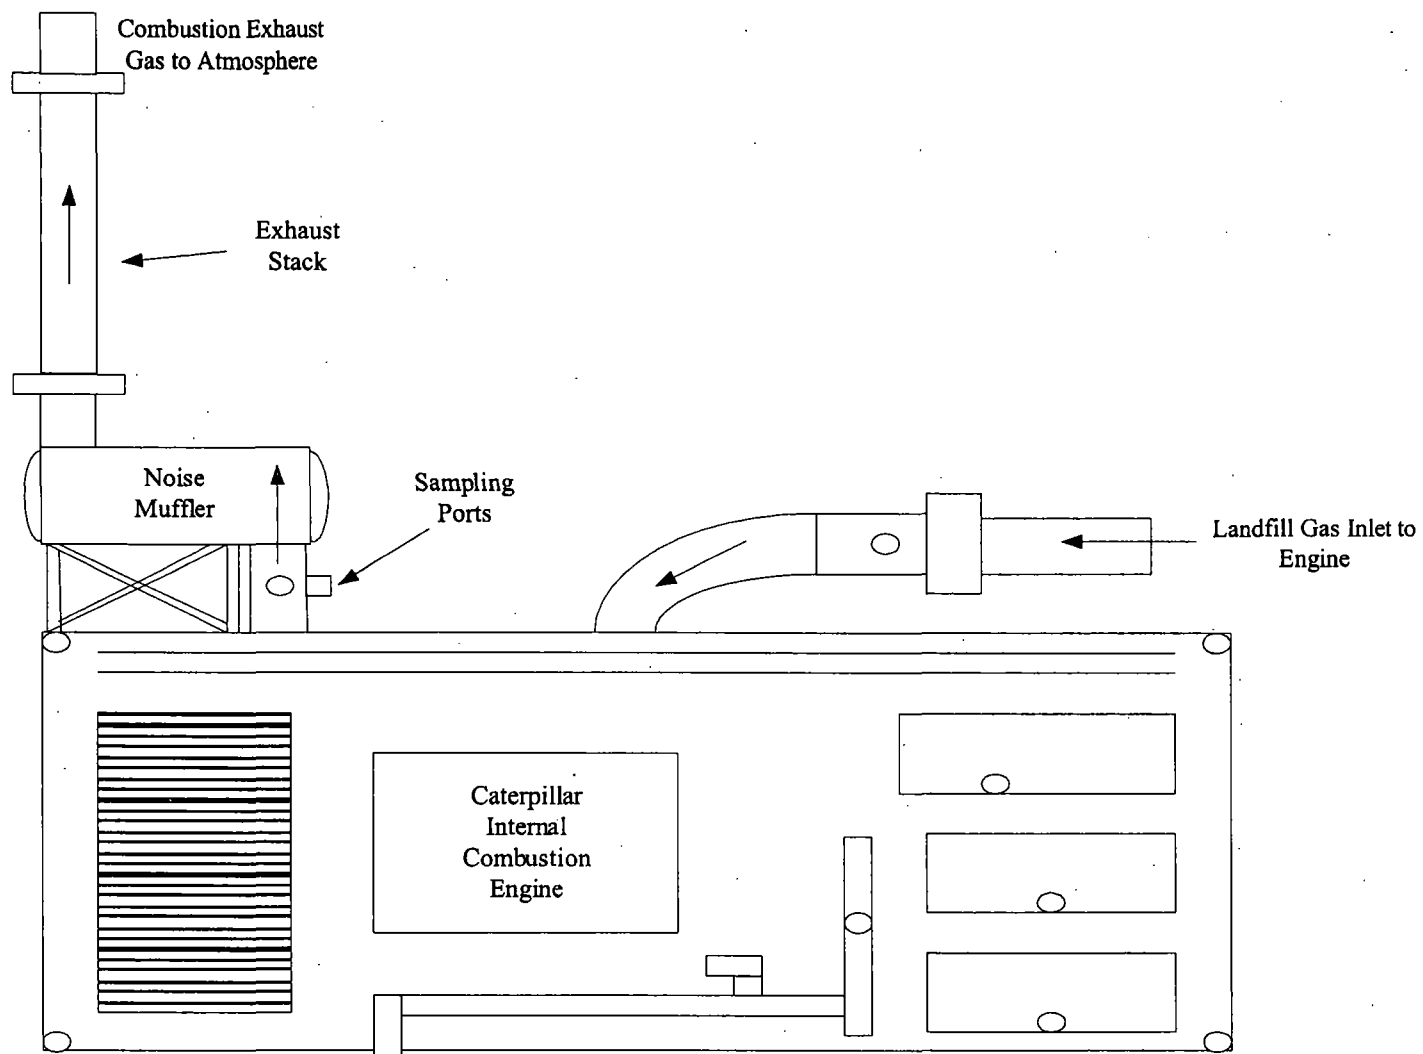 Combustion Exhaust
Gas to Atmosphere
Exhaust
Stack
Noise
Muffler
Sampling
Ports
Landfill Gas Inlet to
Engine
Caterpillar
Internal
Combustion
Engine